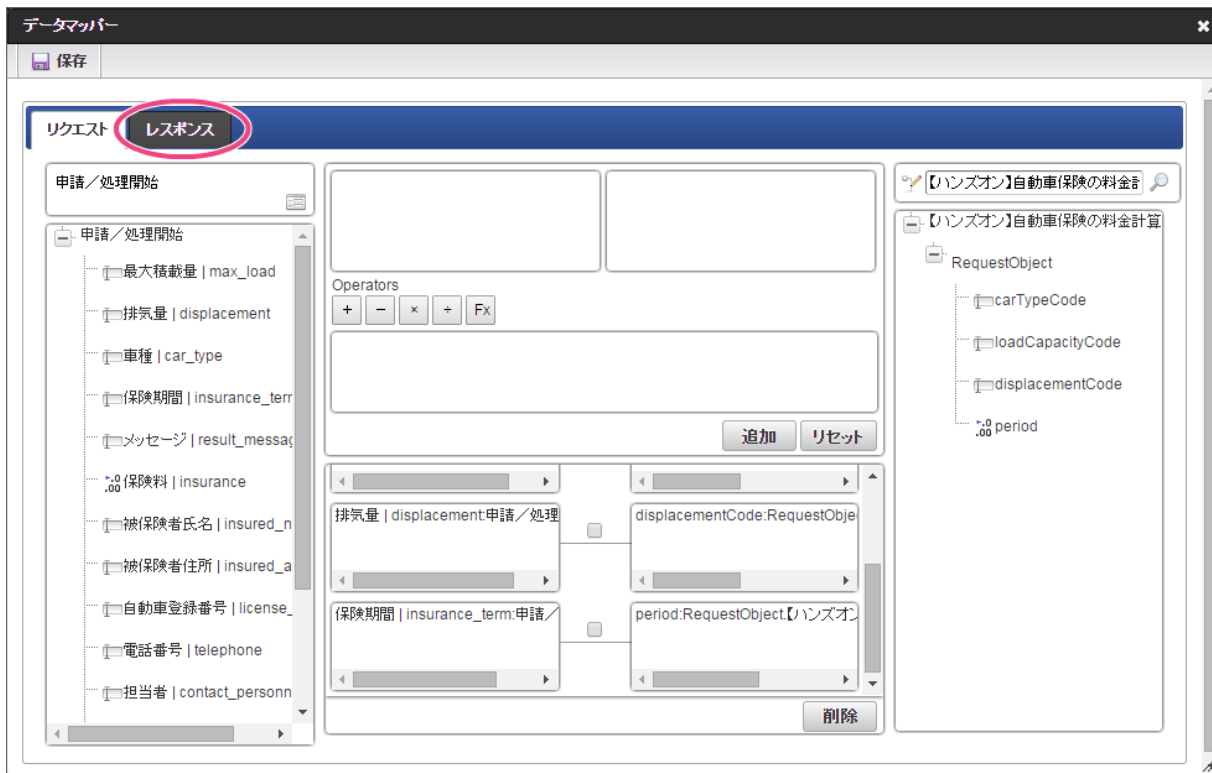 データマッパー
保存
リクエスト
レスポンス
申請／処理開始
申請／処理開始
最大積載量 | max_load
排気量 | displacement
車種 | car_type
保険期間 | insurance_terr
メッセージ | result_messag
保険料 | insurance
被保険者氏名 | insured_n
被保険者住所 | insured_a
自動車登録番号 | license_
電話番号 | telephone
担当者 | contact_personn
Operators
+ − × ÷ Fx
追加 リセット
排気量 | displacement:申請／処理
displacementCode:RequestObje
保険期間 | insurance_term:申請／
period:RequestObject.【ハンズオン
削除
【ハンズオン】自動車保険の料金計
【ハンズオン】自動車保険の料金計算
RequestObject
carTypeCode
loadCapacityCode
displacementCode
period